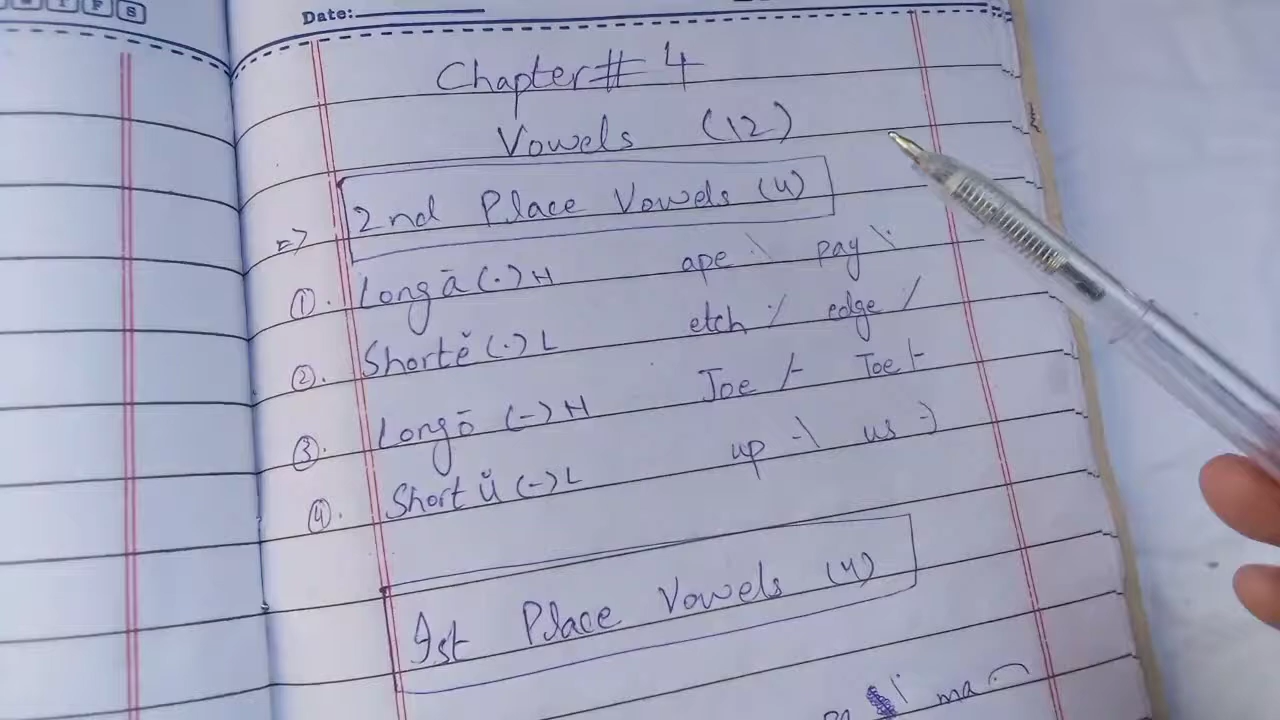 T F S
Date:
Chapter # 4
Vowels (12)
=> 2nd Place Vowels (4)
①. Long ā (·) H ape pay
②. Short ĕ (·) L etch edge
③. Long ō (-) H Joe Toe
④. Short ŭ (-) L up us
1st Place Vowels (4)
ma